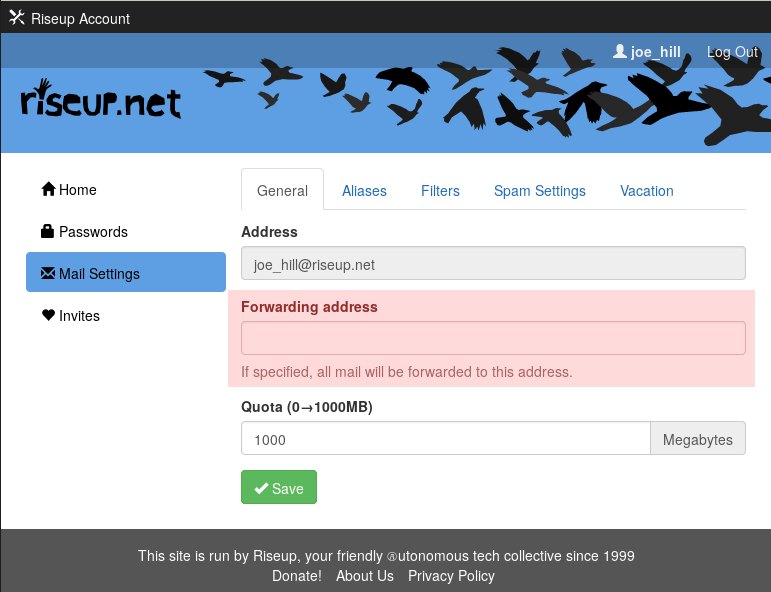 Riseup Account
joe_hill Log Out
riseup.net
Home
Passwords
Mail Settings
Invites
General Aliases Filters Spam Settings Vacation
Address
joe_hill@riseup.net
Forwarding address
If specified, all mail will be forwarded to this address.
Quota (0→1000MB)
1000 Megabytes
Save
This site is run by Riseup, your friendly Ⓐutonomous tech collective since 1999
Donate! About Us Privacy Policy